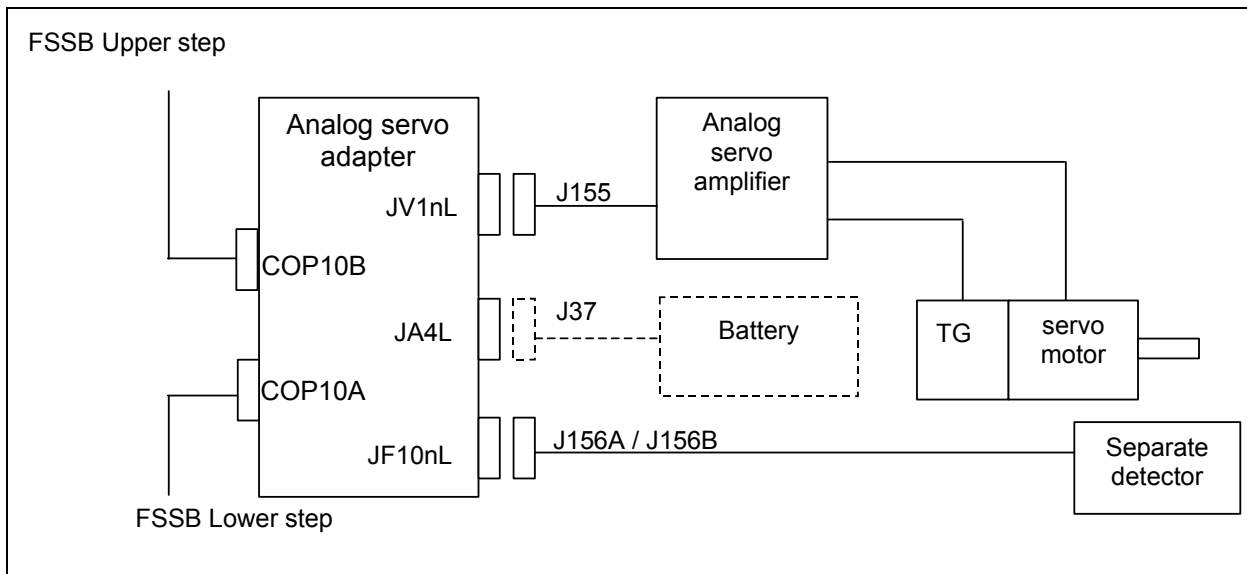 FSSB Upper step
Analog servo
adapter
JV1nL
COP10B
JA4L
COP10A
JF10nL
FSSB Lower step
J155
Analog
servo
amplifier
J37
Battery
TG
servo
motor
J156A / J156B
Separate
detector